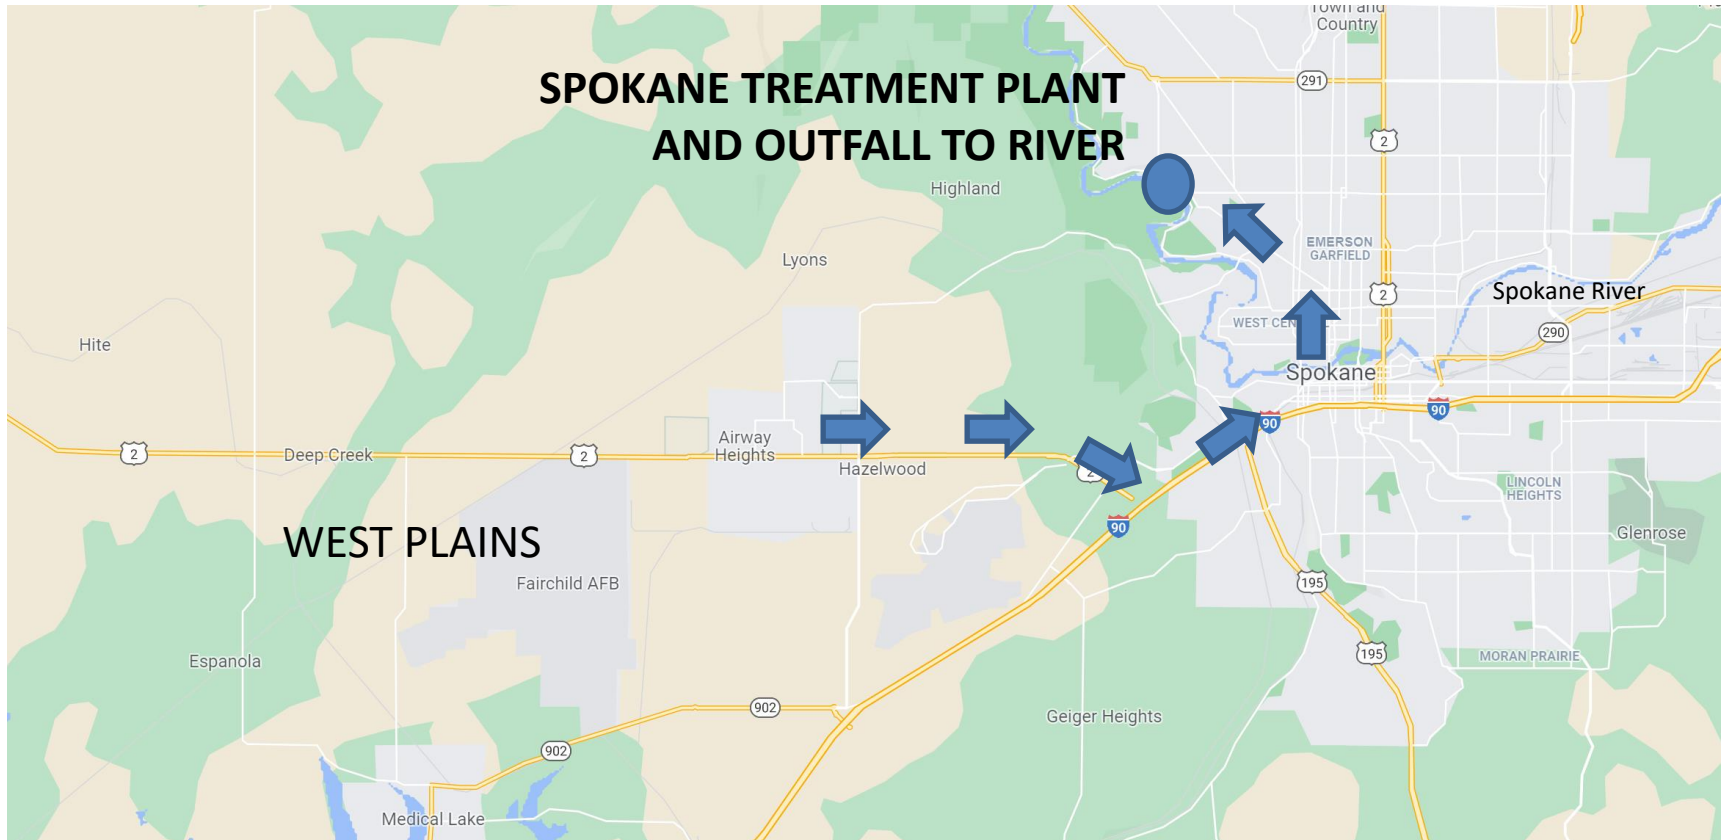 Town and
Country
291
SPOKANE TREATMENT PLANT
AND OUTFALL TO RIVER
2
Highland
EMERSON
GARFIELD
Lyons
2
Spokane River
WEST CEN L
290
Hite
Spokane
90
90
Airway
Heights
2
Deep Creek
2
Hazelwood
2
LINCOLN
HEIGHTS
90
Glenrose
WEST PLAINS
Fairchild AFB
195
Espanola
195
MORAN PRAIRIE
902
Geiger Heights
902
Medical Lake